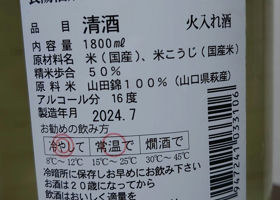 品目 清酒 火入れ酒
内容量 1800㎖
原材料名 米（国産）、米こうじ（国産米）
精米歩合 50％
原料米 山田錦100％（山口県萩産）
アルコール分 16度
製造年月 2024.7
お勧めの飲み方
冷やして 常温で 燗酒で
8℃～12℃ 15℃～25℃ 30℃～45℃
冷暗所に保存しお早めにお飲み下さい
お酒は20歳になってから
947241033106